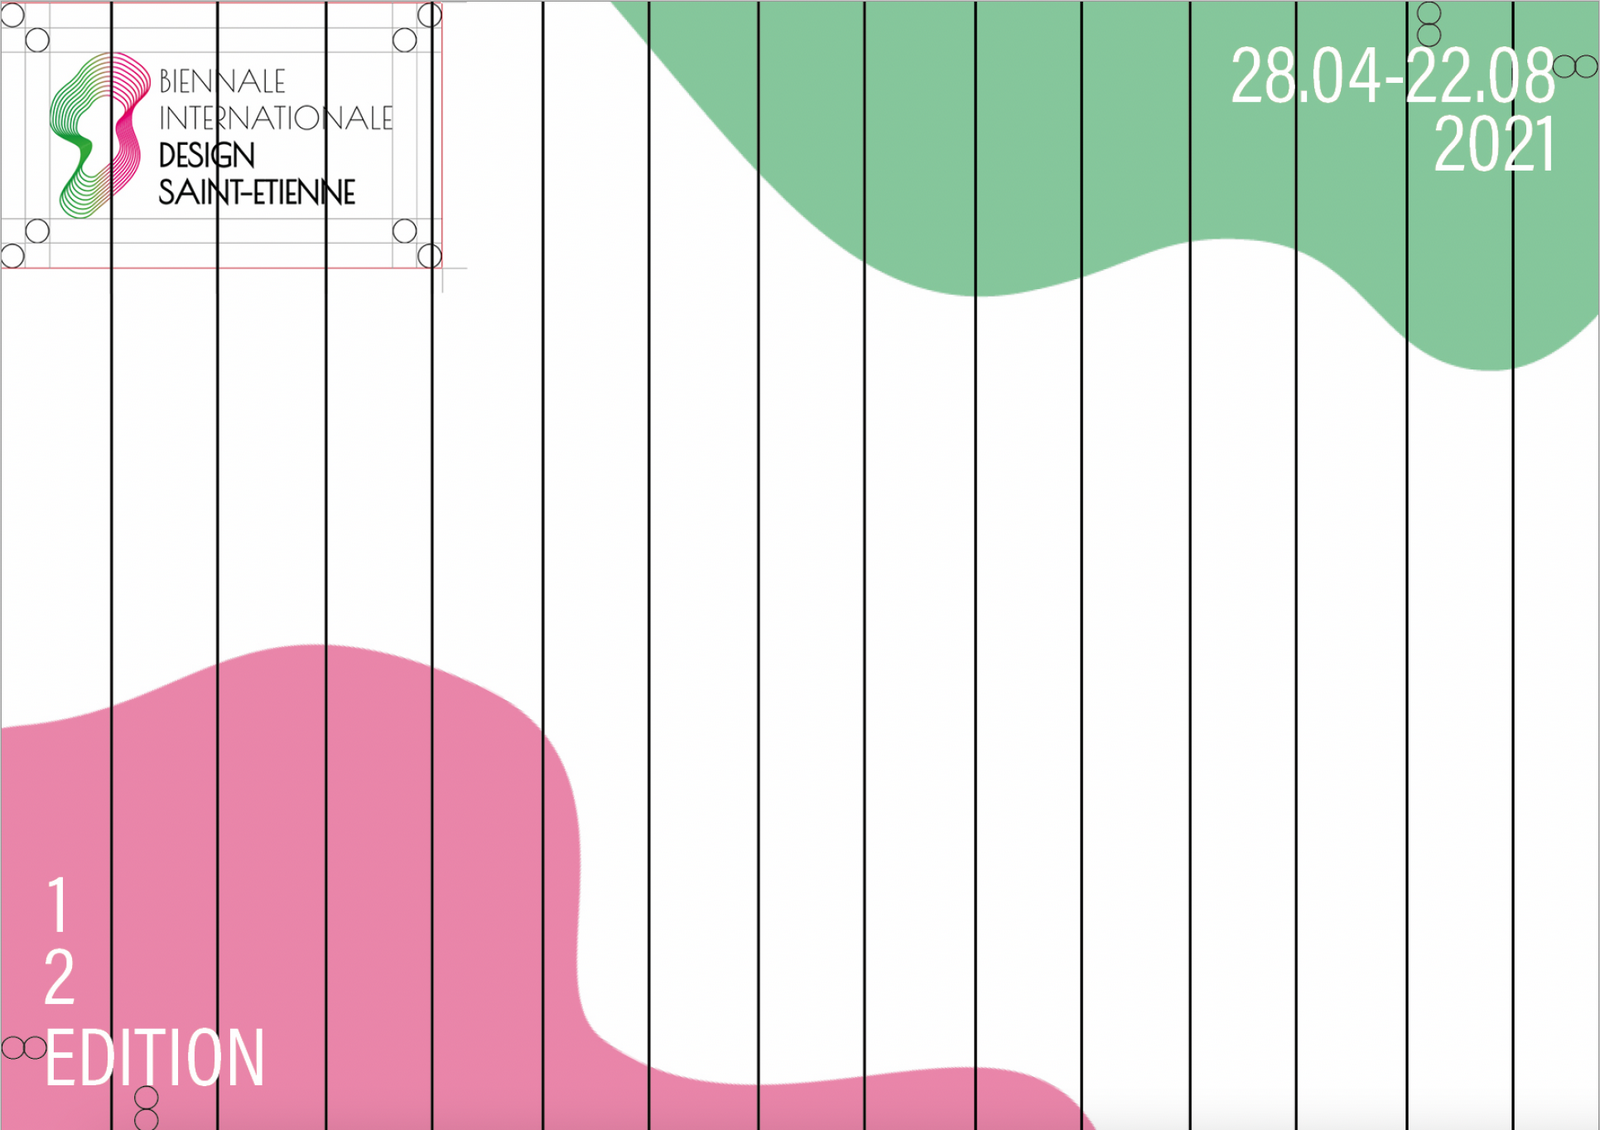 BIENNALE
INTERNATIONALE
DESIGN
SAINT-ETIENNE
28.04-22.08
2021
1
2
EDITION